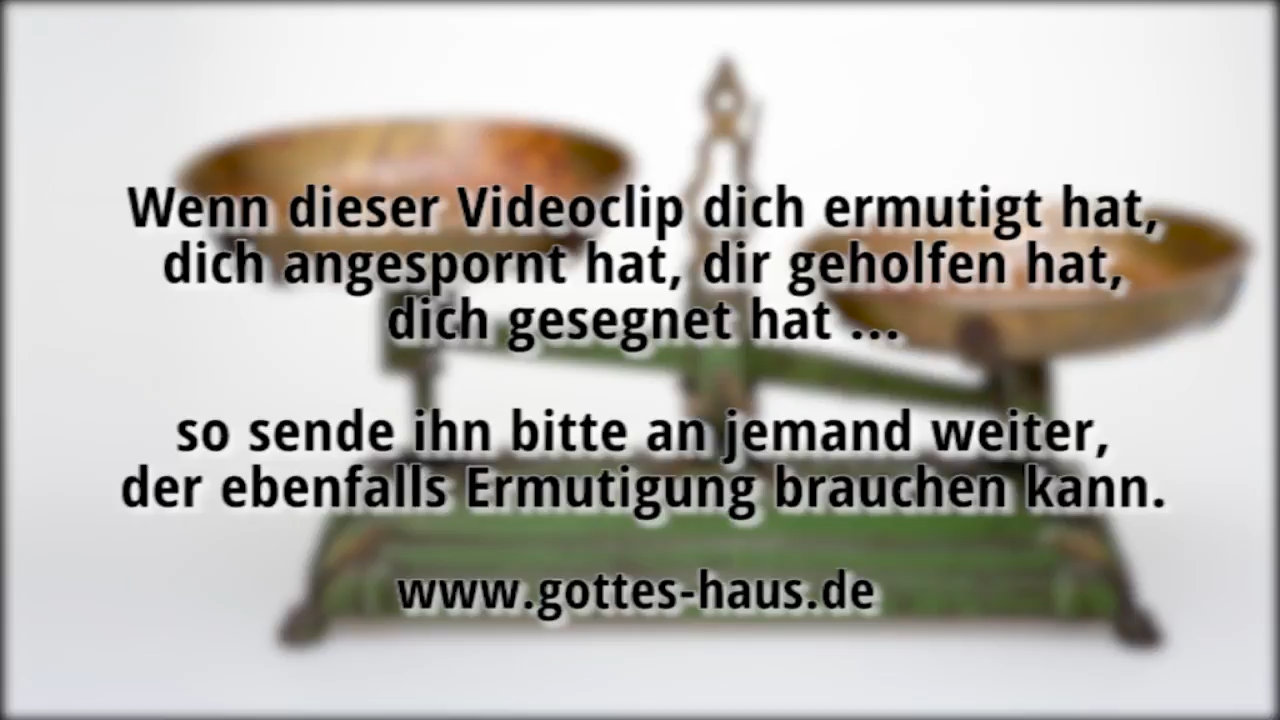 Wenn dieser Videoclip dich ermutigt hat,
dich angespornt hat, dir geholfen hat,
dich gesegnet hat ...
so sende ihn bitte an jemand weiter,
der ebenfalls Ermutigung brauchen kann.
www.gottes-haus.de